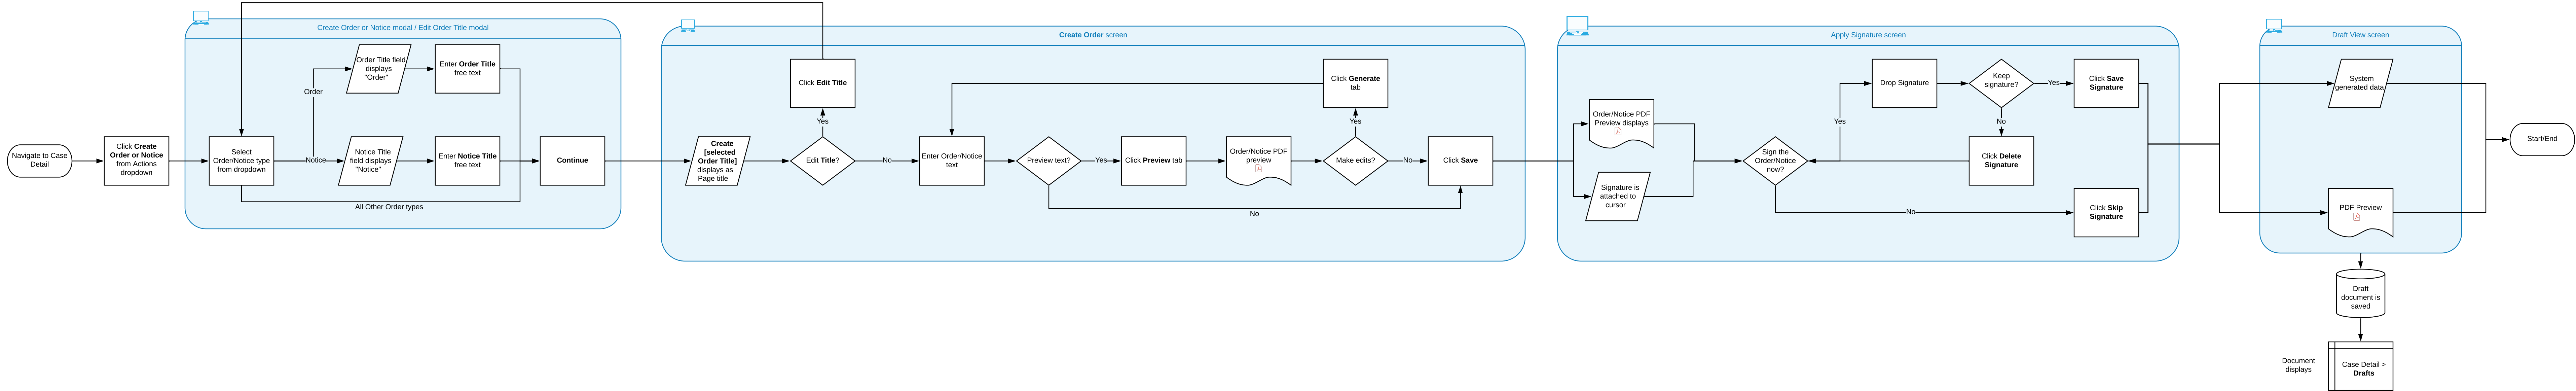 Navigate to Case
Detail
Click Create
Order or Notice
from Actions
dropdown
Create Order or Notice modal / Edit Order Title modal
Select
Order/Notice type
from dropdown
Order
Order Title field
displays
"Order"
Enter Order Title
free text
Notice
Notice Title
field displays
"Notice"
Enter Notice Title
free text
All Other Order types
Continue
Create Order screen
Create
[selected
Order Title]
displays as
Page title
Edit Title?
Yes
Click Edit Title
No
Enter Order/Notice
text
Preview text?
Yes
Click Preview tab
Order/Notice PDF
preview
Make edits?
Yes
Click Generate
tab
No
Click Save
No
Apply Signature screen
Order/Notice PDF
Preview displays
Signature is
attached to
cursor
Sign the
Order/Notice
now?
Yes
Drop Signature
Keep
signature?
Yes
Click Save
Signature
No
Click Delete
Signature
No
Click Skip
Signature
Draft View screen
System
generated data
PDF Preview
Start/End
Draft
document is
saved
Document
displays
Case Detail >
Drafts